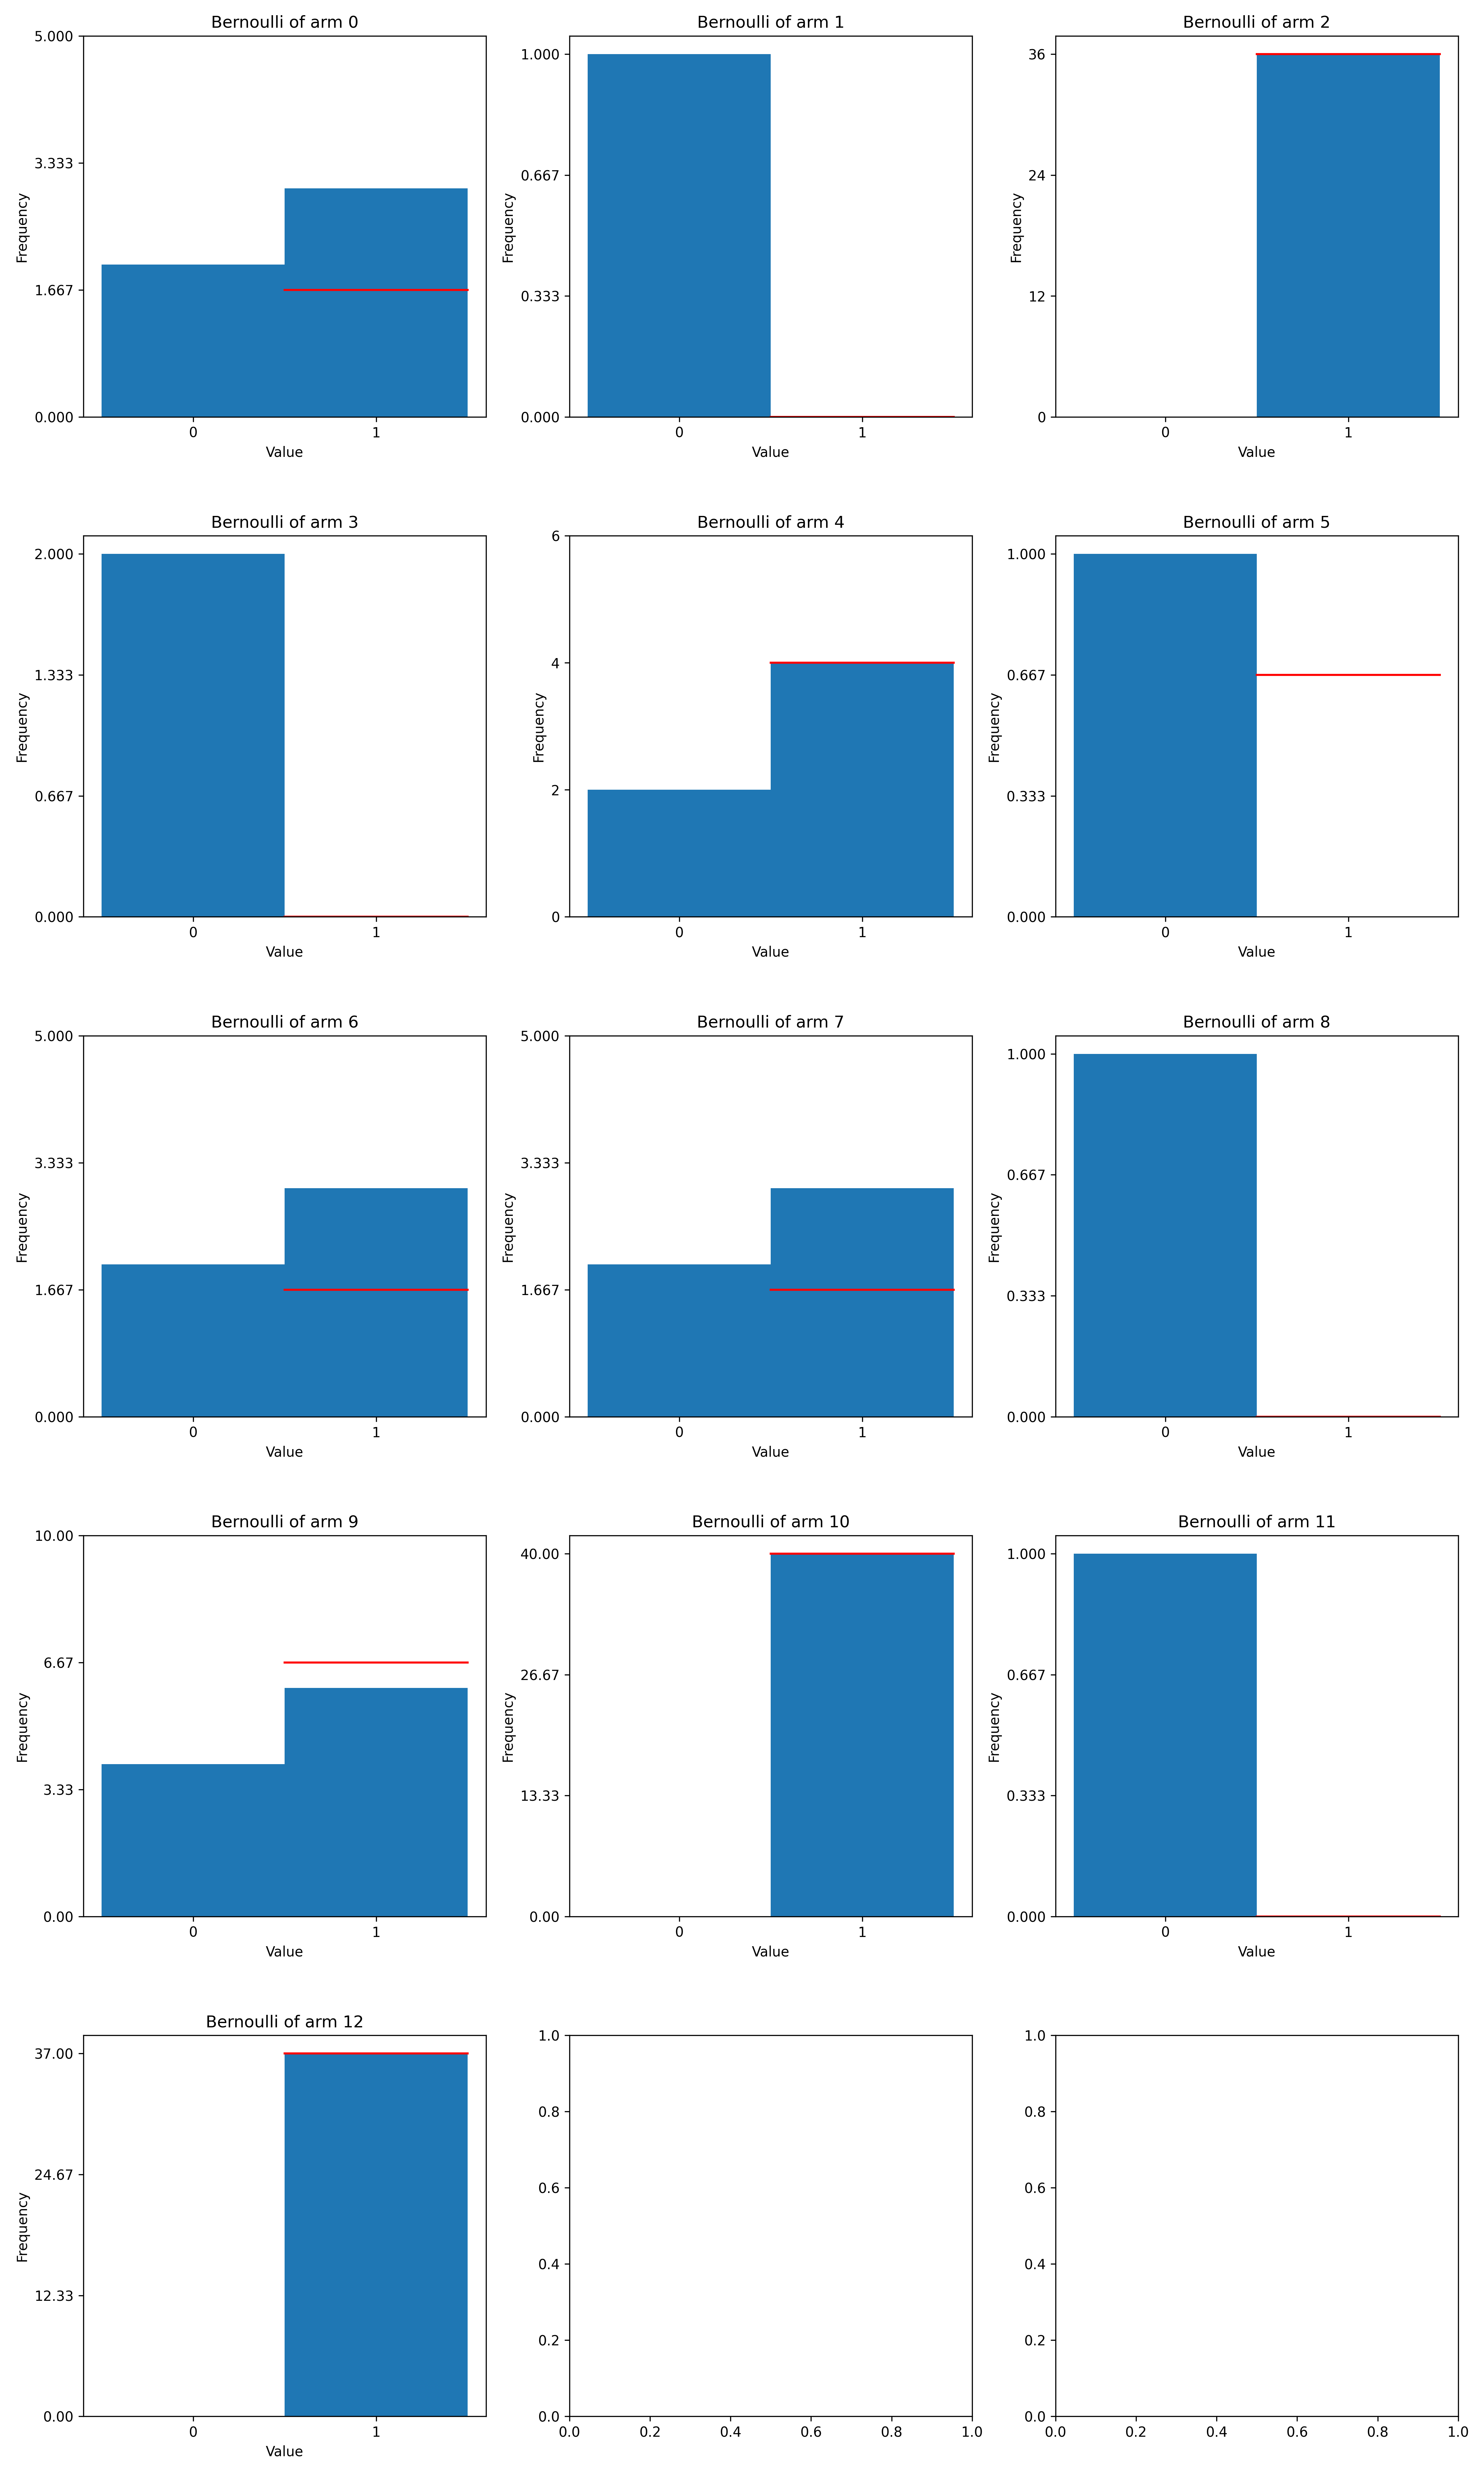 Bernoulli of arm 0
Frequency
5.000
3.333
1.667
0.000
0 1
Value
Bernoulli of arm 1
Frequency
1.000
0.667
0.333
0.000
0 1
Value
Bernoulli of arm 2
Frequency
36
24
12
0
0 1
Value
Bernoulli of arm 3
Frequency
2.000
1.333
0.667
0.000
0 1
Value
Bernoulli of arm 4
Frequency
6
4
2
0
0 1
Value
Bernoulli of arm 5
Frequency
1.000
0.667
0.333
0.000
0 1
Value
Bernoulli of arm 6
Frequency
5.000
3.333
1.667
0.000
0 1
Value
Bernoulli of arm 7
Frequency
5.000
3.333
1.667
0.000
0 1
Value
Bernoulli of arm 8
Frequency
1.000
0.667
0.333
0.000
0 1
Value
Bernoulli of arm 9
Frequency
10.00
6.67
3.33
0.00
0 1
Value
Bernoulli of arm 10
Frequency
40.00
26.67
13.33
0.00
0 1
Value
Bernoulli of arm 11
Frequency
1.000
0.667
0.333
0.000
0 1
Value
Bernoulli of arm 12
Frequency
37.00
24.67
12.33
0.00
0 1
Value
1.0
0.8
0.6
0.4
0.2
0.0
0.0 0.2 0.4 0.6 0.8 1.0
1.0
0.8
0.6
0.4
0.2
0.0
0.0 0.2 0.4 0.6 0.8 1.0